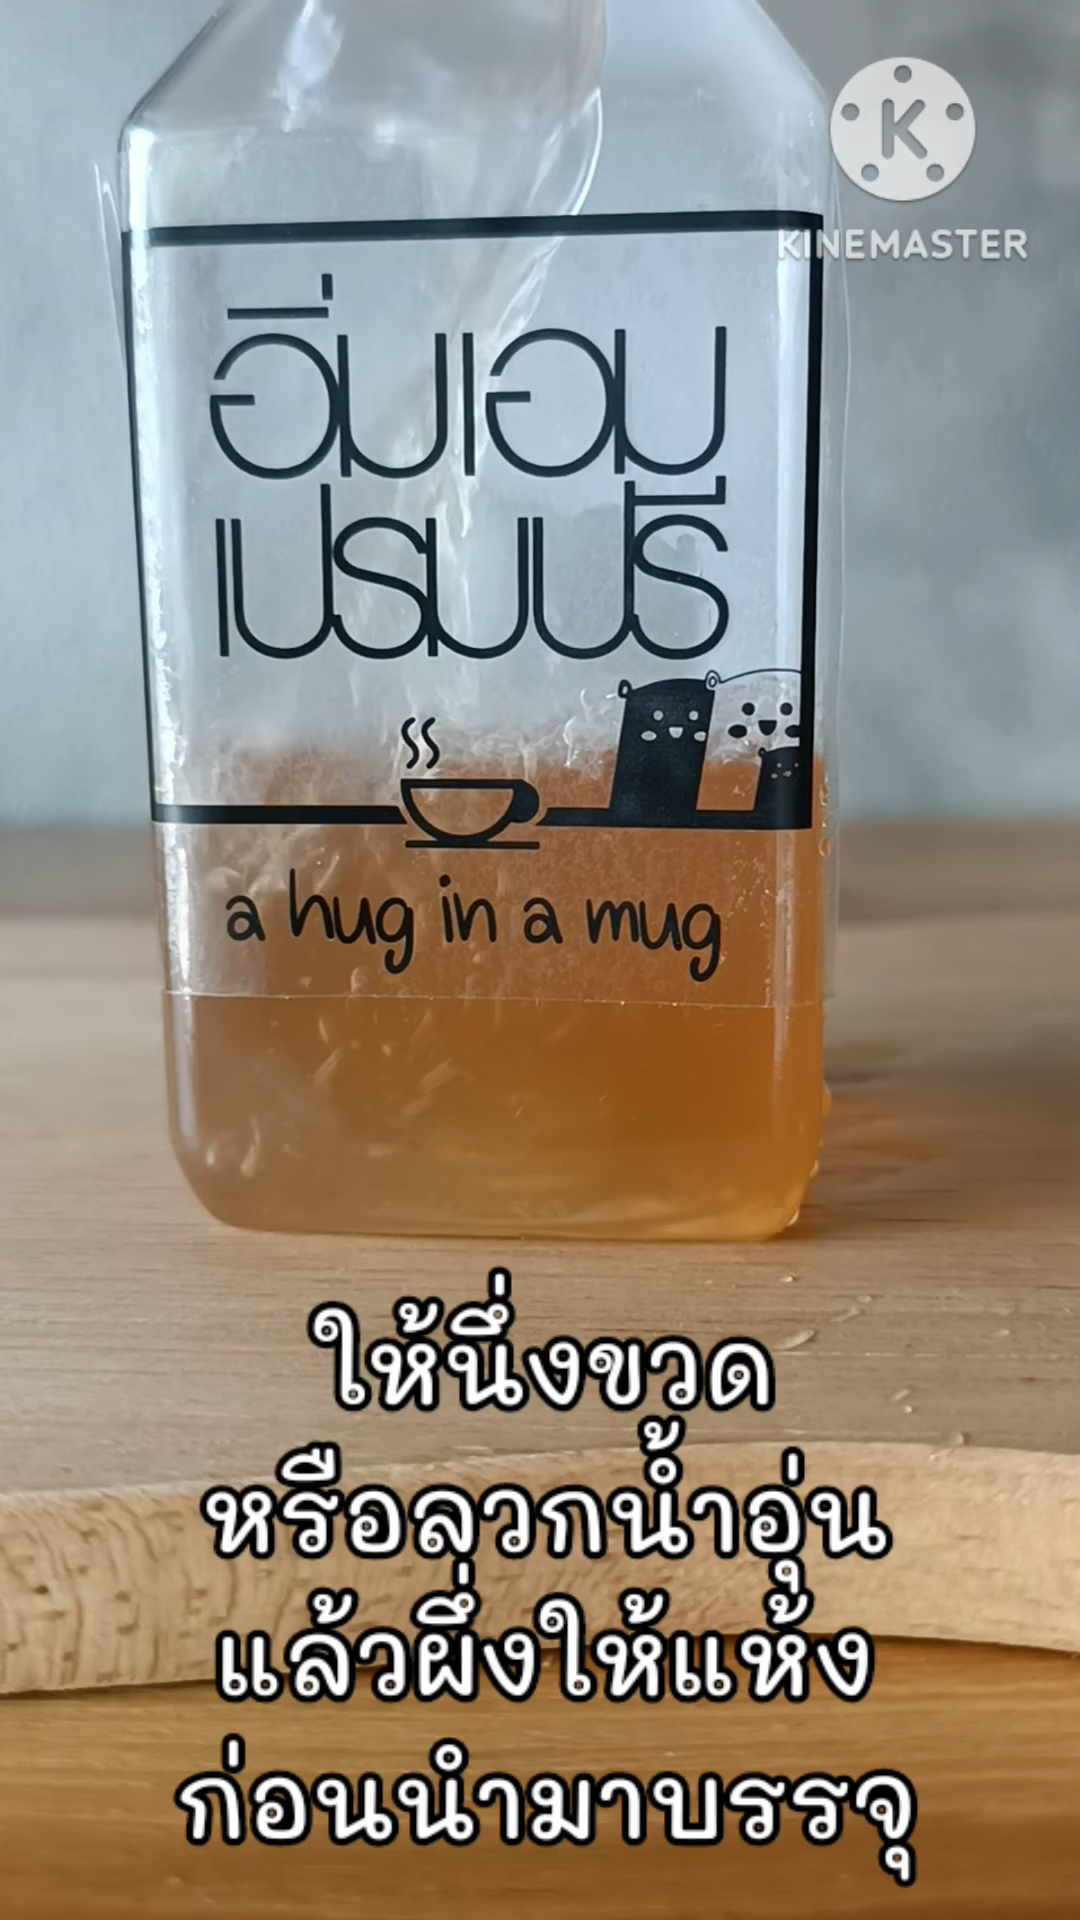 K
KINEMASTER
อิ่มเอม
เปรมปรี
a hug in a mug
ให้นึ่งขวด
หรือลวกน้ำอุ่น
แล้วผึ่งให้แห้ง
ก่อนนำมาบรรจุ